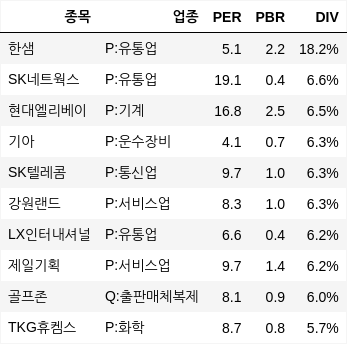 종목 업종 PER PBR DIV
한샘 P:유통업 5.1 2.2 18.2%
SK네트웍스 P:유통업 19.1 0.4 6.6%
현대엘리베이 P:기계 16.8 2.5 6.5%
기아 P:운수장비 4.1 0.7 6.3%
SK텔레콤 P:통신업 9.7 1.0 6.3%
강원랜드 P:서비스업 8.3 1.0 6.3%
LX인터내셔널 P:유통업 6.6 0.4 6.2%
제일기획 P:서비스업 9.7 1.4 6.2%
골프존 Q:출판매체복제 8.1 0.9 6.0%
TKG휴켐스 P:화학 8.7 0.8 5.7%